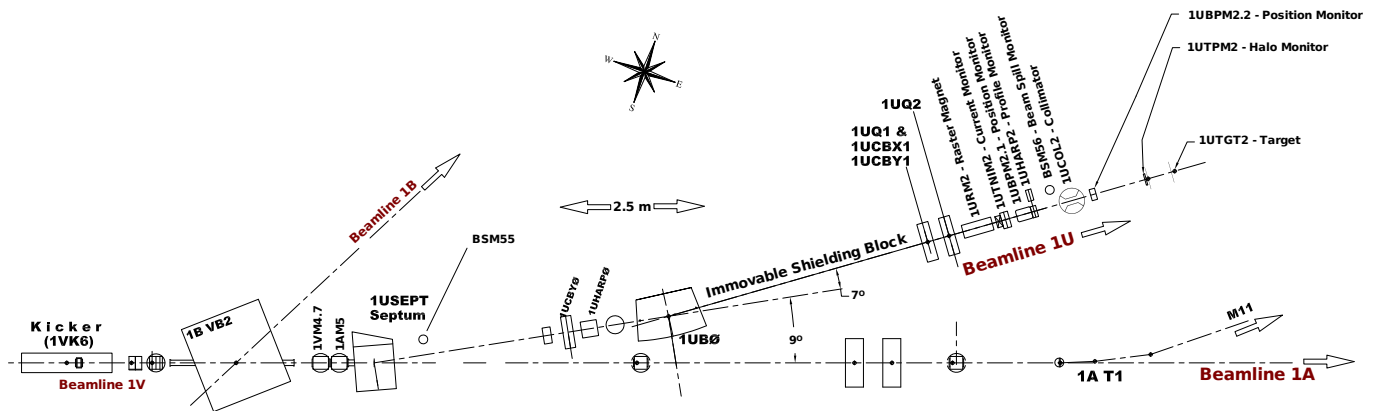 1UBPM2.2 - Position Monitor
1UTPM2 - Halo Monitor
1UTGT2 - Target
N
W
E
S
1UQ2
1UQ1 &
1UCBX1
1UCBY1
1URM2 - Raster Magnet
1UTNIM2 - Current Monitor
1UBPM2.1 - Position Monitor
1UHARP2 - Profile Monitor
BSM56 - Beam Spill Monitor
1UCOL2 - Collimator
Beamline 1B
2.5 m
BSM55
Immovable Shielding Block
Beamline 1U
1UCBYØ
1UHARPØ
7º
9º
1USEPT
Septum
1VM4.7
1AM5
1B VB2
Kicker
(1VK6)
Beamline 1V
1UBØ
M11
1A T1
Beamline 1A